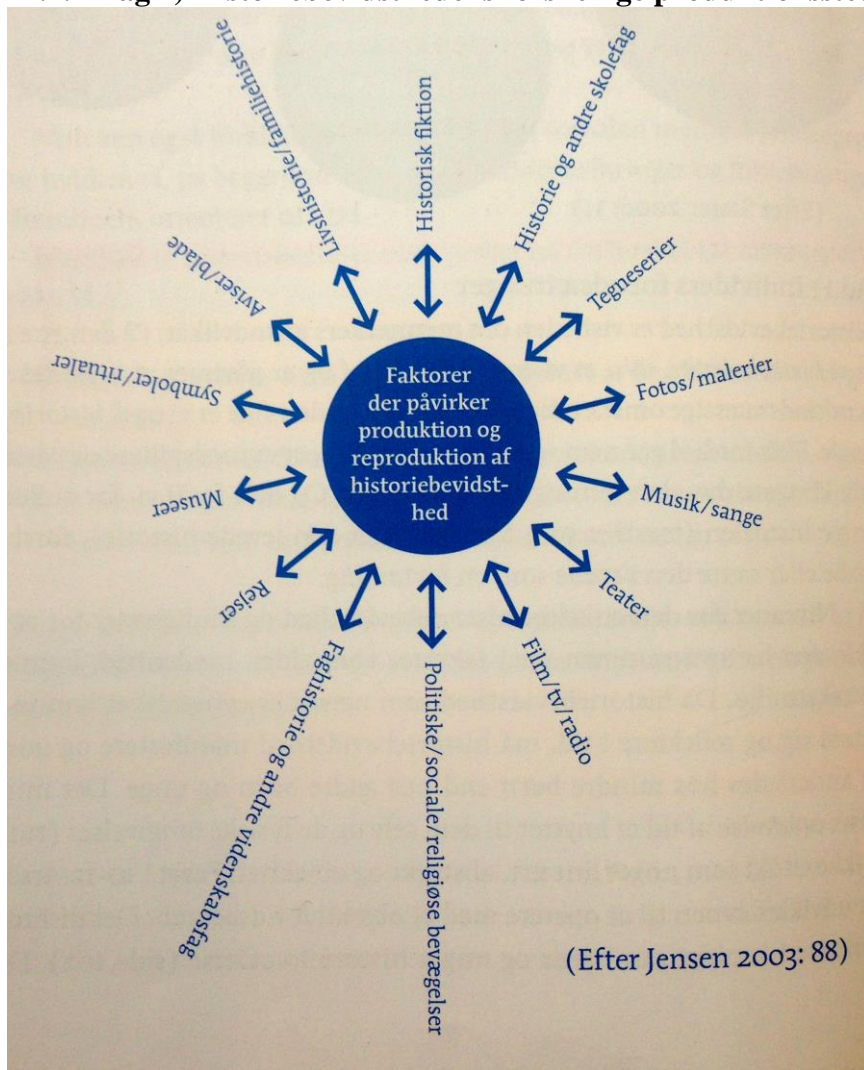 Historisk fiktion
Historie og andre skolefag
Tegneserier
Fotos/malerier
Musik/sange
Teater
Film/tv/radio
Politiske/sociale/religiøse bevægelser
Faghistorie og andre videnskabsfag
Rejser
Museer
Symboler/ritualer
Aviser/blade
Livshistorie/familiehistorie
Faktorer
der påvirker
produktion og
reproduktion af
historiebevidst-
hed
(Efter Jensen 2003: 88)